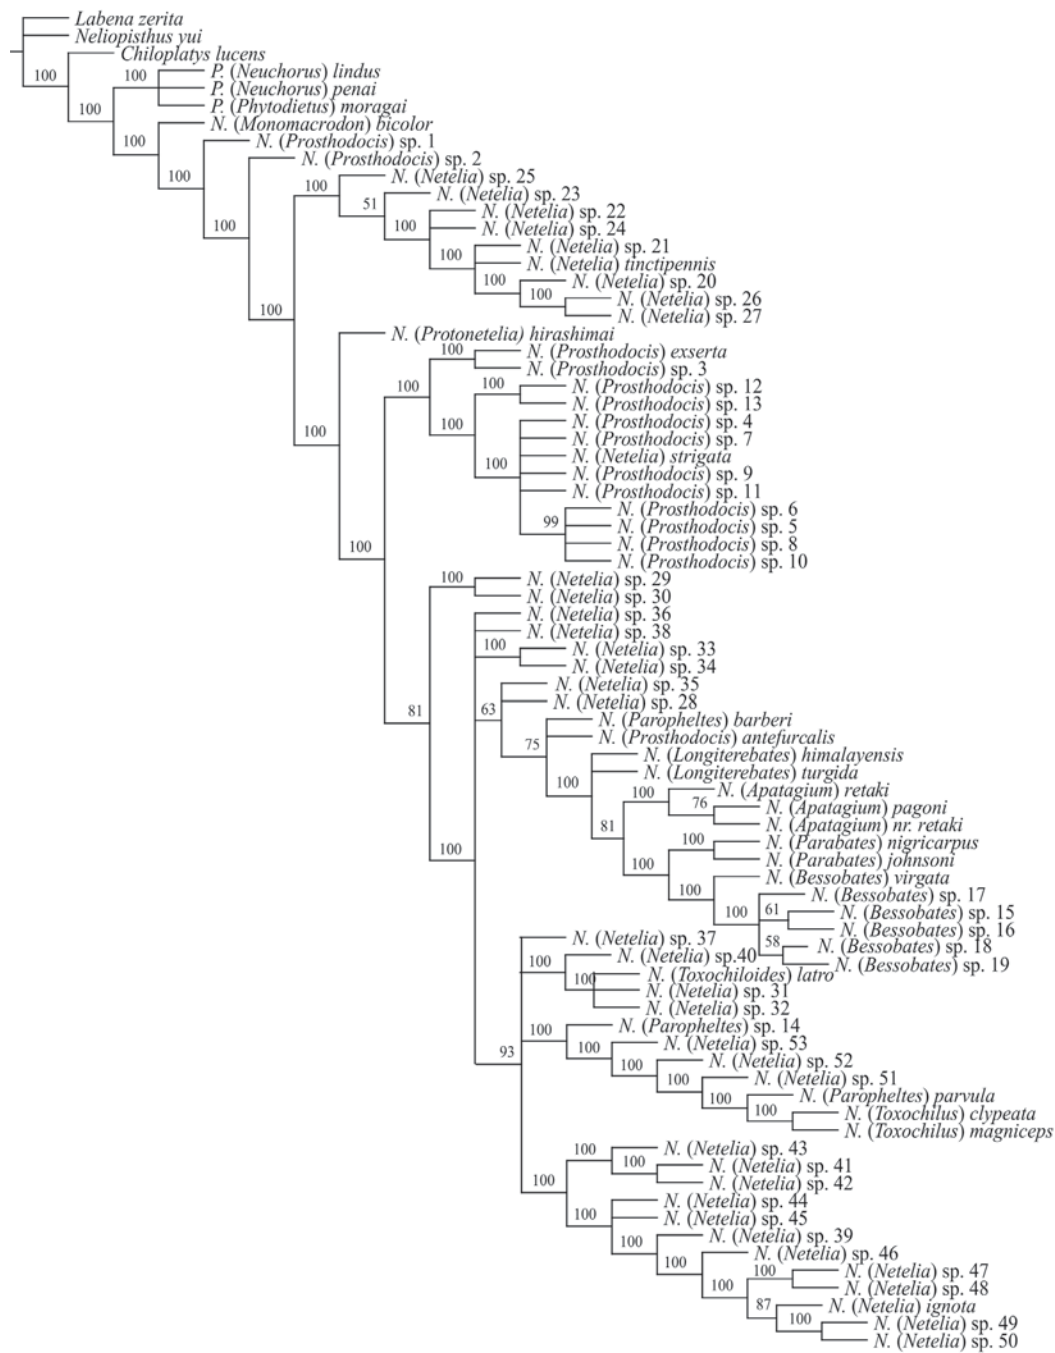 Labena zerita
Neliopisthus yui
Chiloplatys lucens
100
100 P. (Neuchorus) lindus
P. (Neuchorus) penai
100 P. (Phytodietus) moragai
N. (Monomacrodon) bicolor
100 N. (Prosthodocis) sp. 1
N. (Prosthodocis) sp. 2
100
N. (Netelia) sp. 25
100
N. (Netelia) sp. 23
51
N. (Netelia) sp. 22
100 100 N. (Netelia) sp. 24
N. (Netelia) sp. 21
100 N. (Netelia) tinctipennis
100 N. (Netelia) sp. 20
100 N. (Netelia) sp. 26
100 N. (Netelia) sp. 27
N. (Protonetelia) hirashimai
100 N. (Prosthodocis) exserta
N. (Prosthodocis) sp. 3
100 100 N. (Prosthodocis) sp. 12
N. (Prosthodocis) sp. 13
N. (Prosthodocis) sp. 4
100 100 N. (Prosthodocis) sp. 7
N. (Netelia) strigata
100 N. (Prosthodocis) sp. 9
N. (Prosthodocis) sp. 11
N. (Prosthodocis) sp. 6
99 N. (Prosthodocis) sp. 5
100 N. (Prosthodocis) sp. 8
N. (Prosthodocis) sp. 10
100 N. (Netelia) sp. 29
N. (Netelia) sp. 30
N. (Netelia) sp. 36
N. (Netelia) sp. 38
100 N. (Netelia) sp. 33
N. (Netelia) sp. 34
N. (Netelia) sp. 35
81 63 N. (Netelia) sp. 28
N. (Paropheltes) barberi
75 N. (Prosthodocis) antefurcalis
N. (Longiterebates) himalayensis
100 N. (Longiterebates) turgida
100 N. (Apatagium) retaki
76 N. (Apatagium) pagoni
81 N. (Apatagium) nr. retaki
100 N. (Parabates) nigricarpus
100 100 N. (Parabates) johnsoni
N. (Bessobates) virgata
100 N. (Bessobates) sp. 17
100 61 N. (Bessobates) sp. 15
N. (Bessobates) sp. 16
N. (Netelia) sp. 37
58 N. (Bessobates) sp. 18
N. (Netelia) sp.40
100 N. (Bessobates) sp. 19
N. (Toxochiloides) latro
100 N. (Netelia) sp. 31
N. (Netelia) sp. 32
100 N. (Paropheltes) sp. 14
N. (Netelia) sp. 53
93 100 N. (Netelia) sp. 52
100 N. (Netelia) sp. 51
100 N. (Paropheltes) parvula
100 N. (Toxochilus) clypeata
100 N. (Toxochilus) magniceps
100 N. (Netelia) sp. 43
100 N. (Netelia) sp. 41
N. (Netelia) sp. 42
100 N. (Netelia) sp. 44
100 N. (Netelia) sp. 45
N. (Netelia) sp. 39
100 N. (Netelia) sp. 46
100 100 N. (Netelia) sp. 47
100 N. (Netelia) sp. 48
87 N. (Netelia) ignota
100 N. (Netelia) sp. 49
N. (Netelia) sp. 50